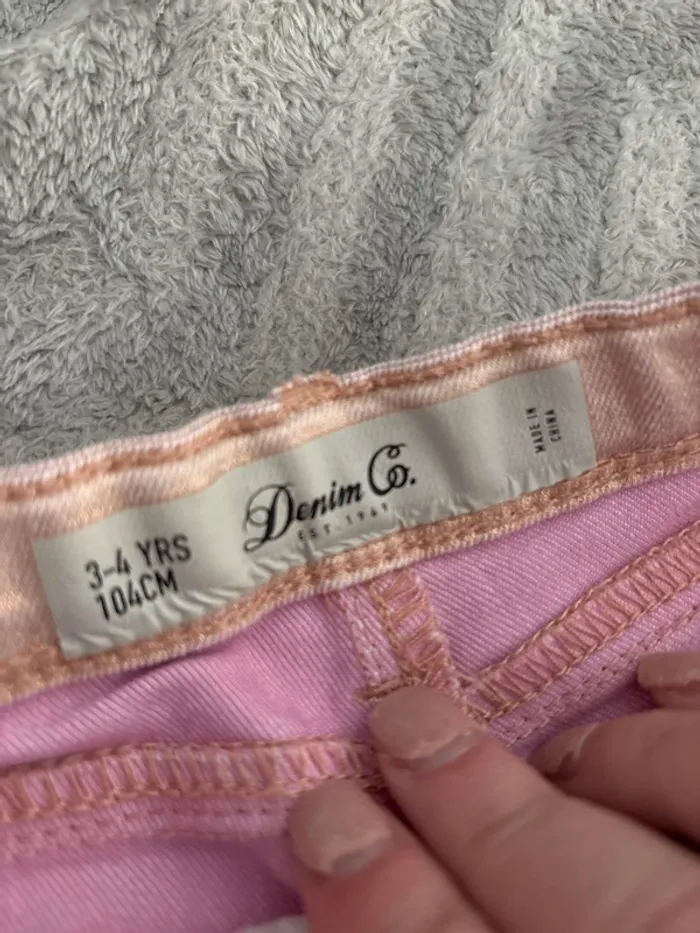 3-4 YRS
104CM
Denim Co.
EST. 1969
MADE IN
CHINA